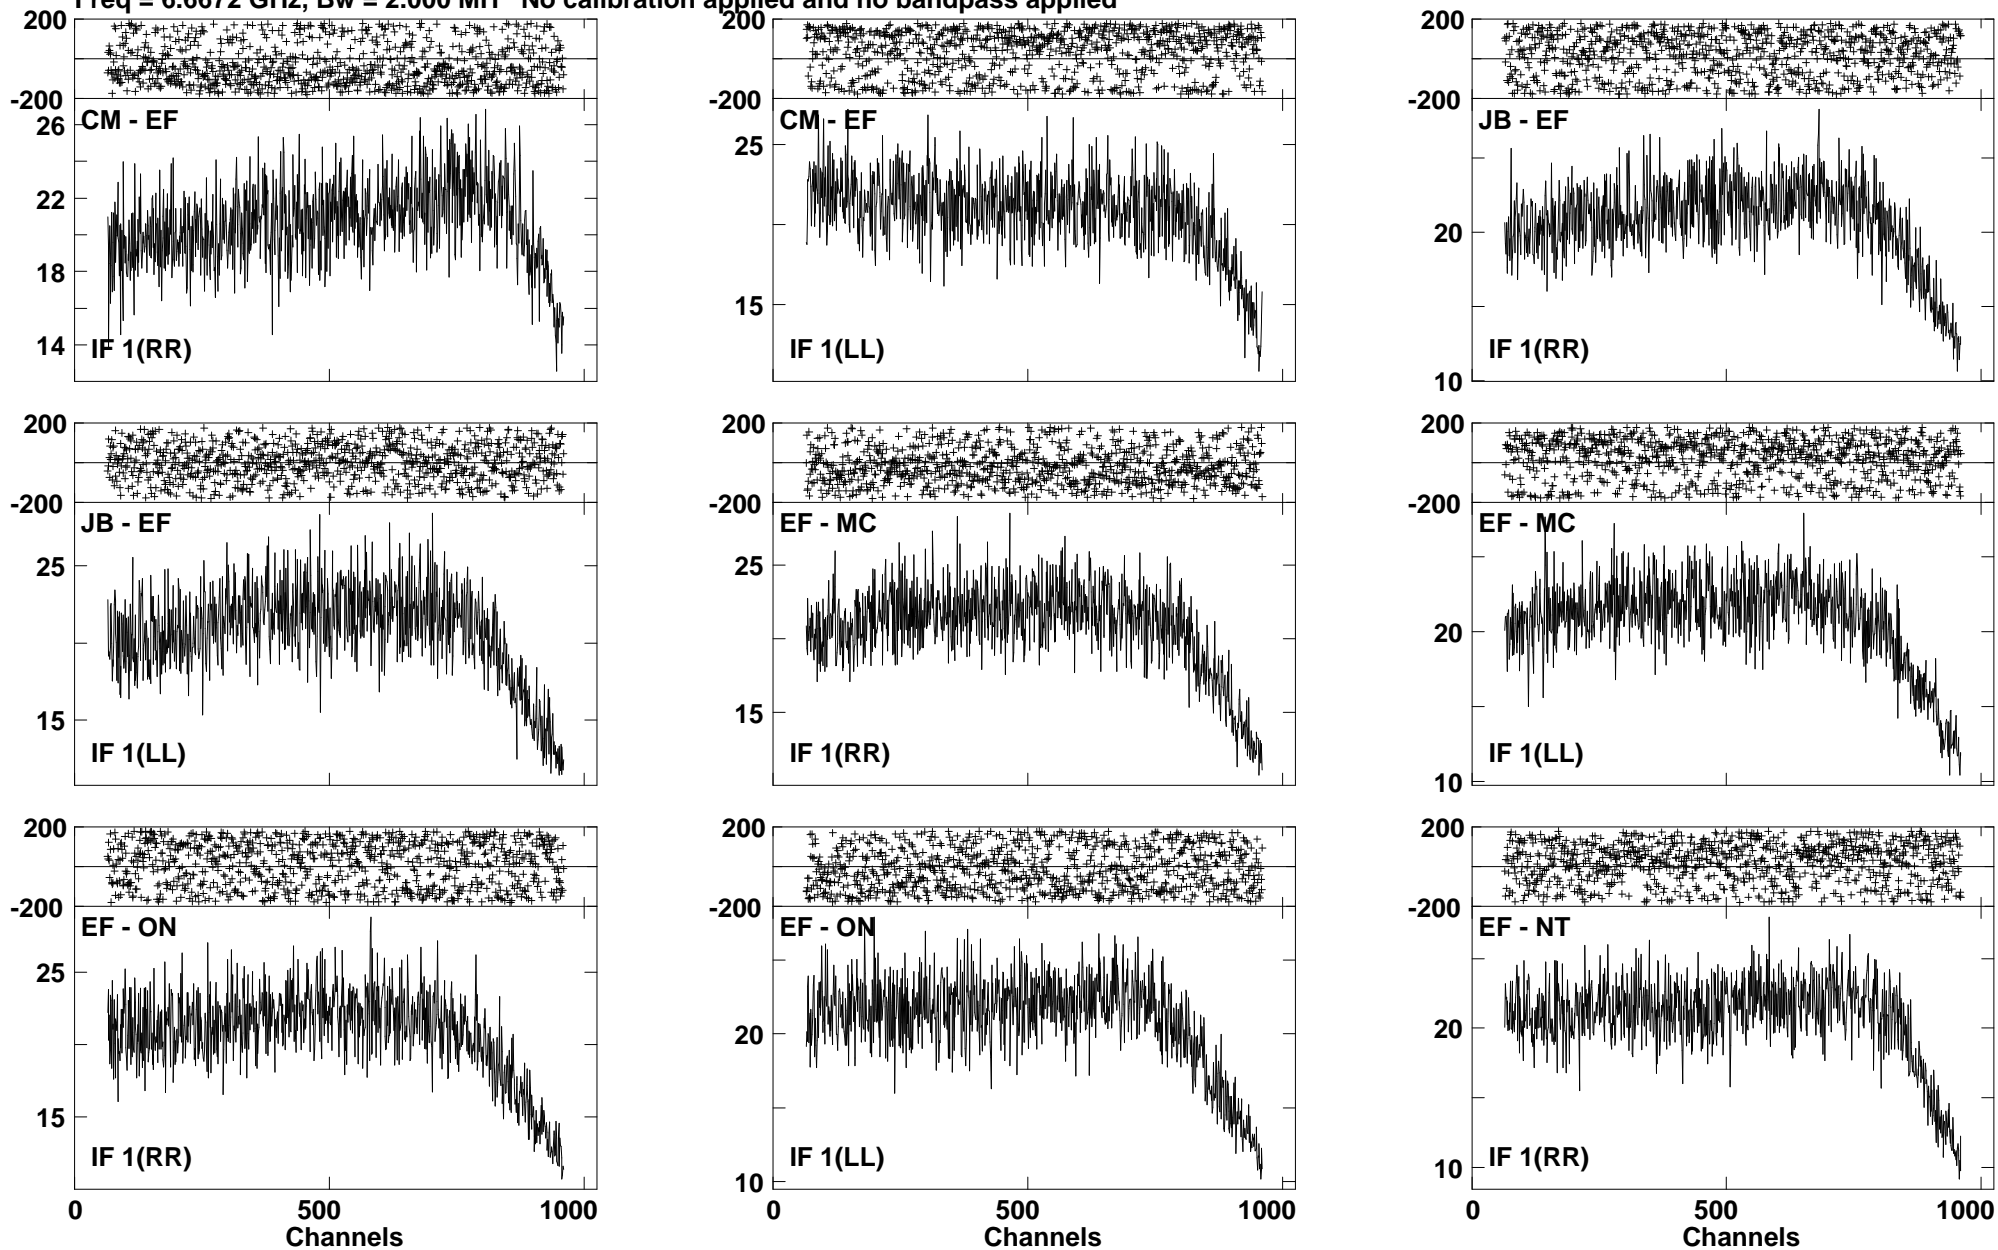 Freq = 6.6672 GHz, Bw = 2.000 MH No calibration applied and no bandpass applied
200
-200
CM - EF
26
22
18
14
IF 1(RR)
200
-200
CM - EF
25
15
IF 1(LL)
200
-200
JB - EF
20
10
IF 1(RR)
200
-200
JB - EF
25
15
IF 1(LL)
200
-200
EF - MC
25
15
IF 1(RR)
200
-200
EF - MC
20
10
IF 1(LL)
200
-200
EF - ON
25
15
IF 1(RR)
0 500 1000
Channels
200
-200
EF - ON
20
10
IF 1(LL)
0 500 1000
Channels
200
-200
EF - NT
20
10
IF 1(RR)
0 500 1000
Channels